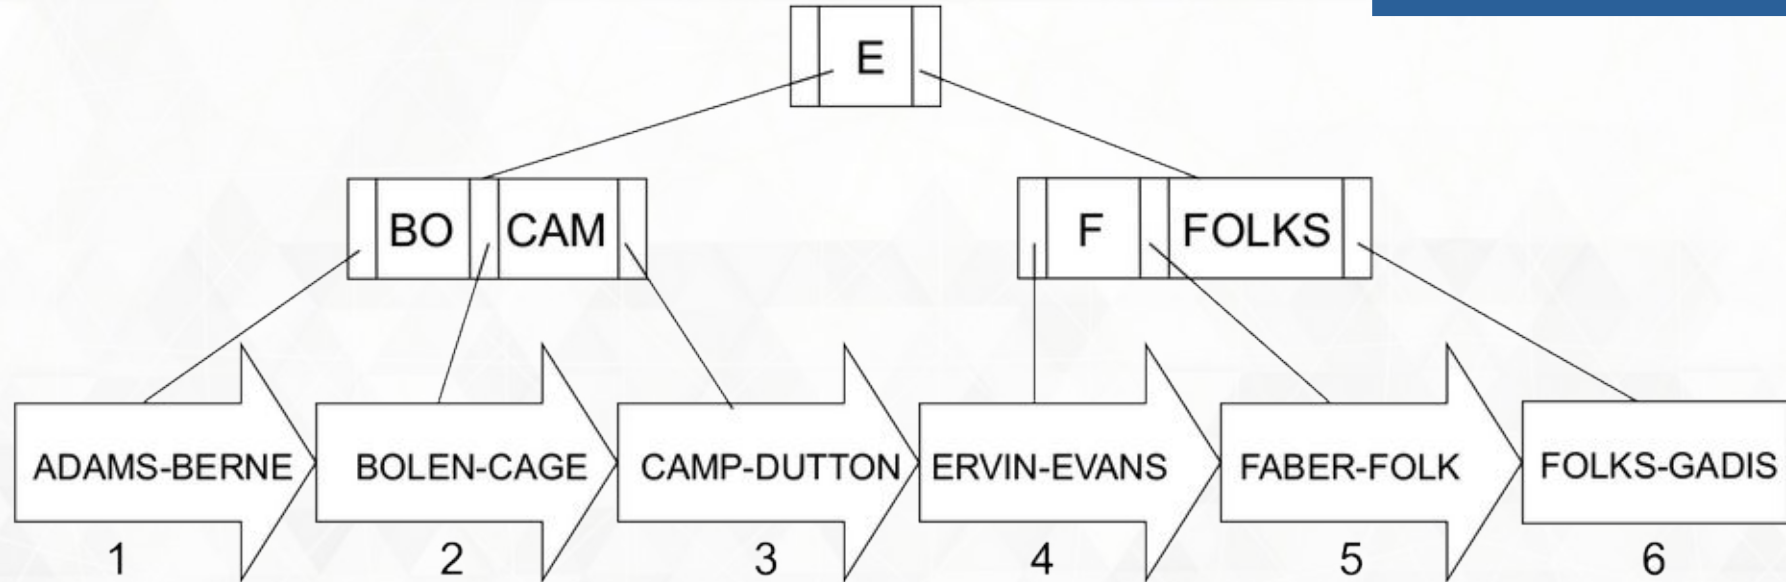 E
BO CAM F FOLKS
ADAMS-BERNE BOLEN-CAGE CAMP-DUTTON ERVIN-EVANS FABER-FOLK FOLKS-GADIS
1 2 3 4 5 6